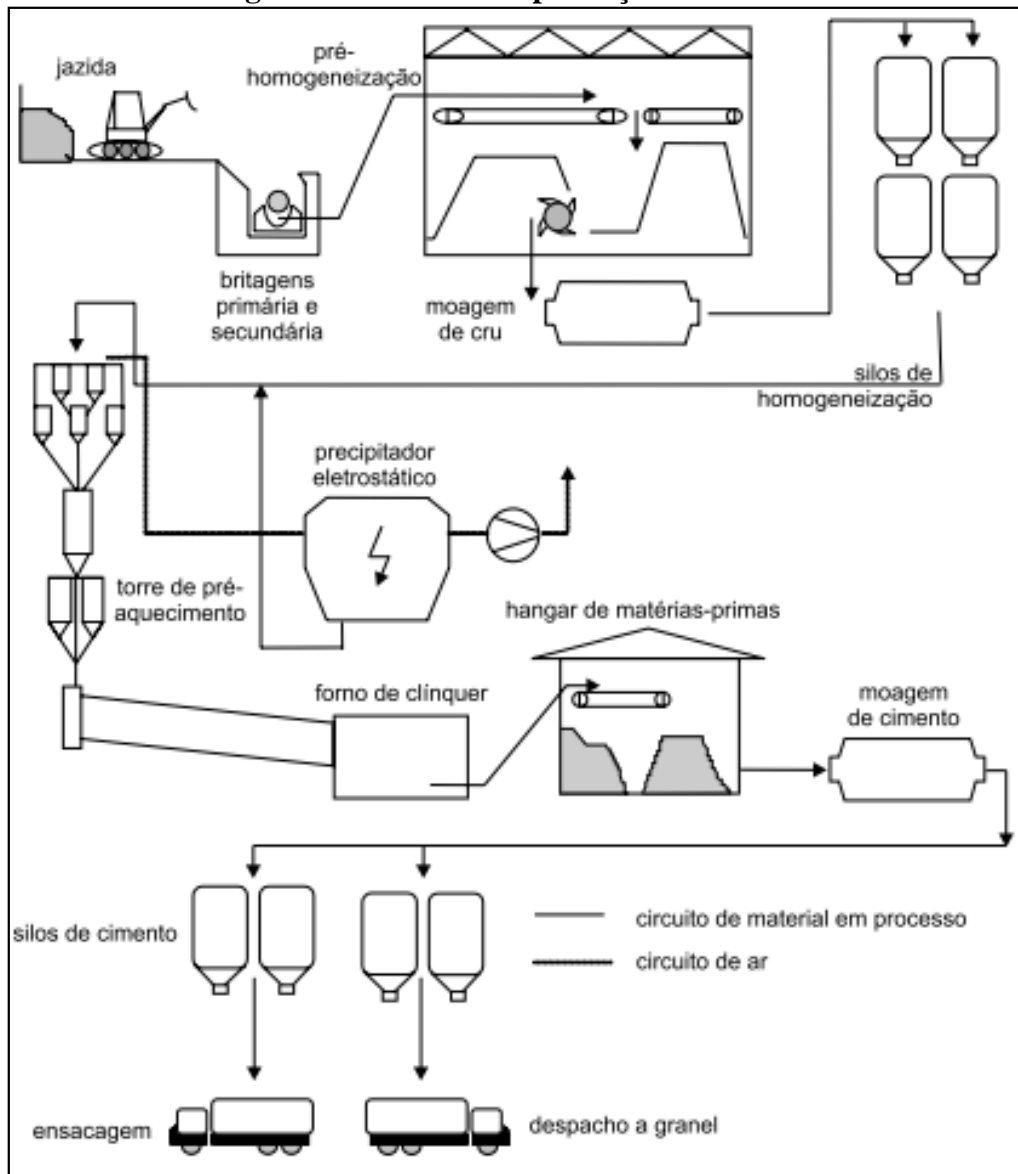 jazida
pré-
homogeneização
britagens
primária e
secundária
moagem
de cru
silos de
homogeneização
precipitador
eletrostático
torre de pré-
aquecimento
hangar de matérias-primas
forno de clínquer
moagem
de cimento
silos de cimento
circuito de material em processo
circuito de ar
ensacagem
despacho a granel